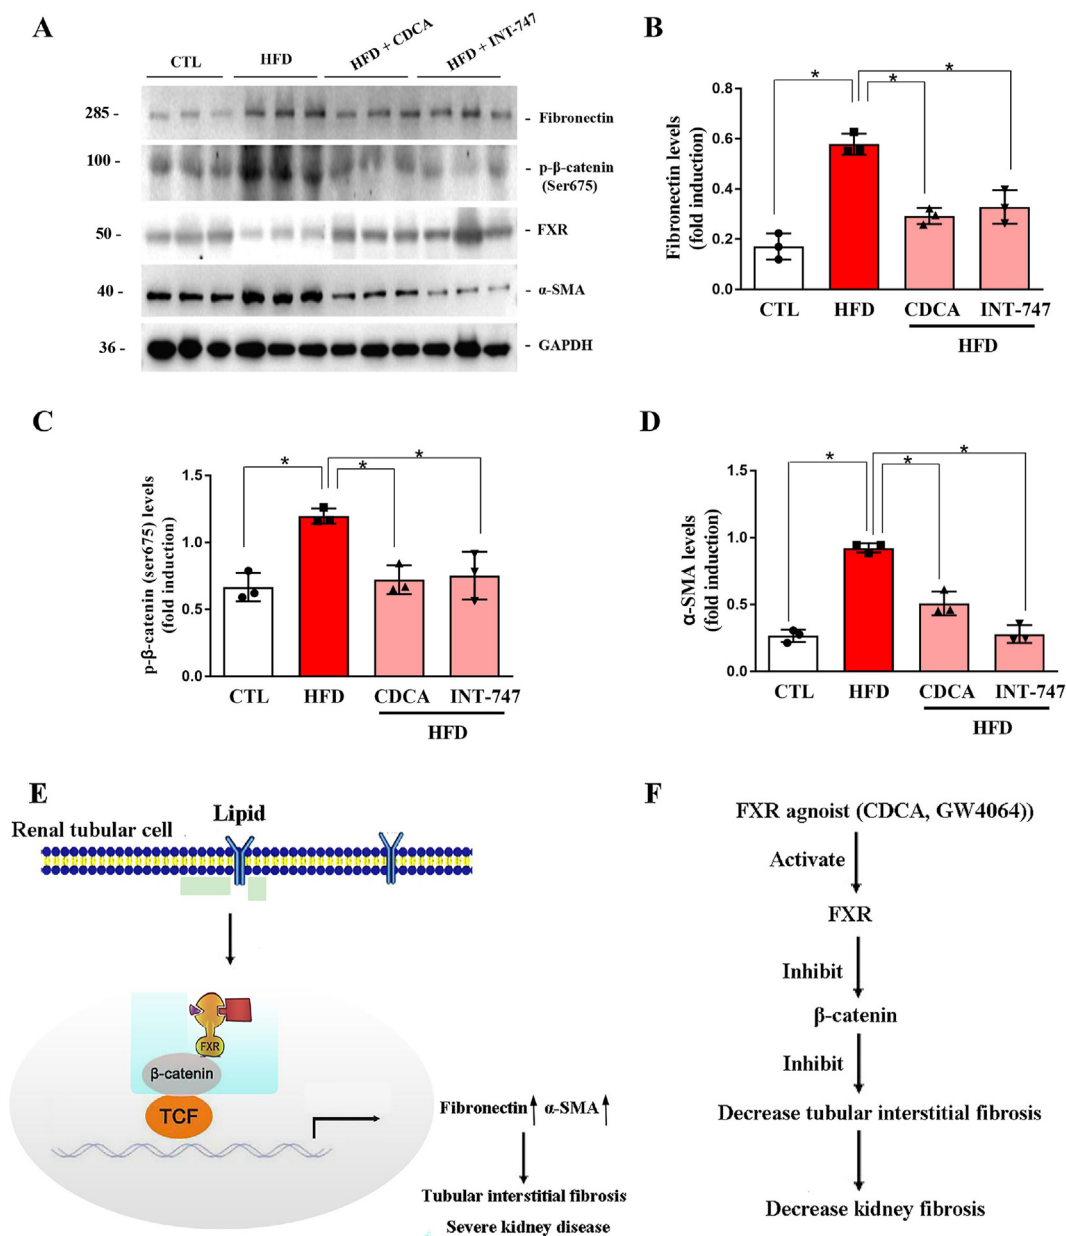 A
CTL
HFD
HFD + CDCA
HFD + INT-747
285 -
- Fibronectin
100 -
- p-β-catenin
(Ser675)
50 -
- FXR
40 -
- α-SMA
36 -
- GAPDH
B
Fibronectin levels
(fold induction)
0.8
0.6
0.4
0.2
0.0
*
*
*
CTL
HFD
CDCA
INT-747
HFD
C
p-β-catenin (ser675) levels
(fold induction)
1.5
1.0
0.5
0.0
*
*
*
CTL
HFD
CDCA
INT-747
HFD
D
α-SMA levels
(fold induction)
1.5
1.0
0.5
0.0
*
*
*
CTL
HFD
CDCA
INT-747
HFD
E
Lipid
Renal tubular cell
FXR
β-catenin
TCF
Fibronectin α-SMA
Tubular interstitial fibrosis
Severe kidney disease
F
FXR agnoist (CDCA, GW4064))
Activate
FXR
Inhibit
β-catenin
Inhibit
Decrease tubular interstitial fibrosis
Decrease kidney fibrosis